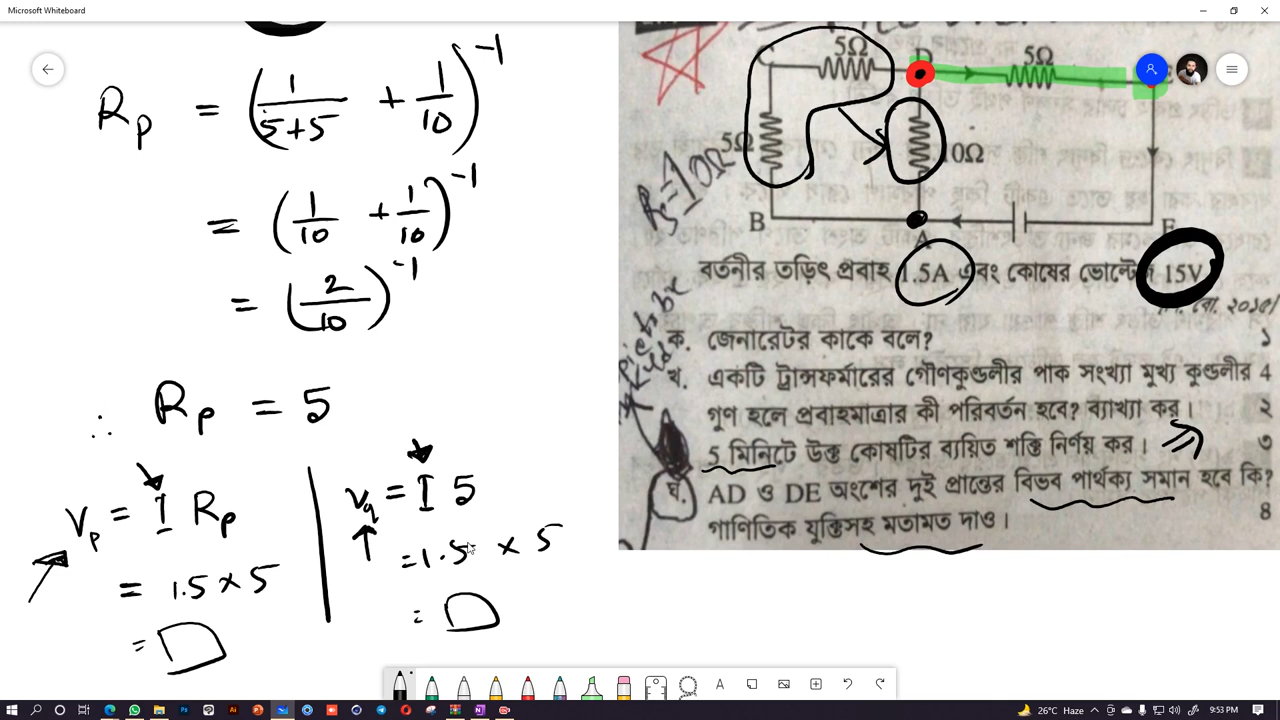 Microsoft Whiteboard
Rp = (1/5+5 + 1/10)^-1
= (1/10 + 1/10)^-1
= (2/10)^-1
∴ Rp = 5
Vp = I Rp
= 1.5 × 5
=
= I 5
= 1.5 × 5
=
C
5Ω
D
5Ω
5Ω
10Ω
B
A
বর্তনীর তড়িৎ প্রবাহ 1.5A এবং কোষের 15V
২০১৫
ক. জেনারেটর কাকে বলে? ১
খ. একটি ট্রান্সফর্মারের গৌণকুণ্ডলীর পাক সংখ্যা মুখ্য কুণ্ডলীর 4
গুণ হলে প্রবাহমাত্রার কী পরিবর্তন হবে? ব্যাখ্যা কর। ২
5 মিনিটে উক্ত কোষটির ব্যয়িত শক্তি নির্ণয় কর। ৩
ঘ. AD ও DE অংশের দুই প্রান্তের বিভব পার্থক্য সমান হবে কি?
গাণিতিক যুক্তিসহ মতামত দাও। 8
26°C Haze
9:53 PM